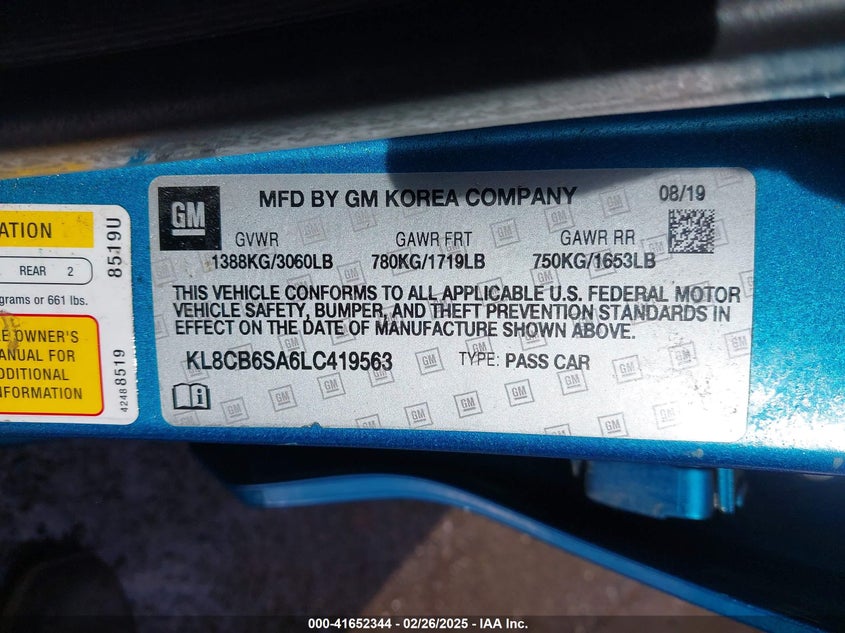 GM
MFD BY GM KOREA COMPANY
08/19
GVWR GAWR FRT GAWR RR
1388KG/3060LB 780KG/1719LB 750KG/1653LB
THIS VEHICLE CONFORMS TO ALL APPLICABLE U.S. FEDERAL MOTOR
VEHICLE SAFETY, BUMPER, AND THEFT PREVENTION STANDARDS IN
EFFECT ON THE DATE OF MANUFACTURE SHOWN ABOVE.
KL8CB6SA6LC419563 TYPE: PASS CAR
ATION
REAR 2
grams or 661 lbs.
OWNER'S
ANUAL FOR
DDITIONAL
NFORMATION
8519U
42488519
000-41652344 | 02/26/2025 | IAA Inc.